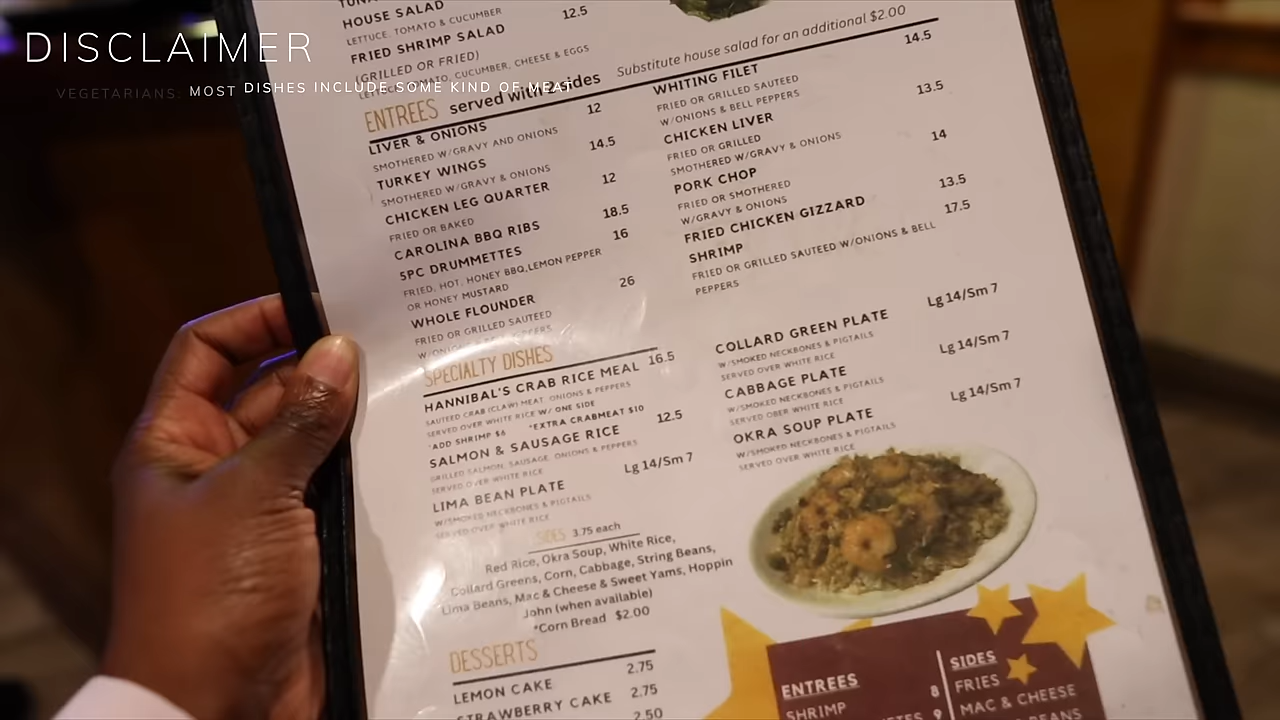 DISCLAIMER
VEGETARIANS: MOST DISHES INCLUDE SOME KIND OF MEAT
HOUSE SALAD 12.5
LETTUCE, TOMATO & CUCUMBER
FRIED SHRIMP SALAD
(GRILLED OR FRIED)
LETTUCE, TOMATO, CUCUMBER, CHEESE & EGGS
Substitute house salad for an additional $2.00
ENTREES served with 2 sides
LIVER & ONIONS 12
SMOTHERED W/GRAVY AND ONIONS
TURKEY WINGS 14.5
SMOTHERED W/GRAVY & ONIONS
CHICKEN LEG QUARTER 12
FRIED OR BAKED
CAROLINA BBQ RIBS 18.5
5PC DRUMMETTES 16
FRIED, HOT, HONEY BBQ,LEMON PEPPER
OR HONEY MUSTARD
WHOLE FLOUNDER 26
FRIED OR GRILLED SAUTEED
W/ONIONS & BELL PEPPERS
WHITING FILET 14.5
FRIED OR GRILLED SAUTEED
W/ONIONS & BELL PEPPERS
CHICKEN LIVER 13.5
FRIED OR GRILLED
SMOTHERED W/GRAVY & ONIONS
PORK CHOP 14
FRIED OR SMOTHERED
W/GRAVY & ONIONS
FRIED CHICKEN GIZZARD 13.5
SHRIMP 17.5
FRIED OR GRILLED SAUTEED W/ONIONS & BELL
PEPPERS
SPECIALTY DISHES
HANNIBAL'S CRAB RICE MEAL 16.5
SAUTEED CRAB (CLAW) MEAT, ONIONS & PEPPERS
SERVED OVER WHITE RICE W/ ONE SIDE
*ADD SHRIMP $6 *EXTRA CRABMEAT $10
SALMON & SAUSAGE RICE 12.5
GRILLED SALMON, SAUSAGE, ONIONS & PEPPERS
SERVED OVER WHITE RICE
LIMA BEAN PLATE Lg 14/Sm 7
W/SMOKED NECKBONES & PIGTAILS
SERVED OVER WHITE RICE
COLLARD GREEN PLATE Lg 14/Sm 7
W/SMOKED NECKBONES & PIGTAILS
SERVED OVER WHITE RICE
CABBAGE PLATE Lg 14/Sm 7
W/SMOKED NECKBONES & PIGTAILS
SERVED OBER WHITE RICE
OKRA SOUP PLATE Lg 14/Sm 7
W/SMOKED NECKBONES & PIGTAILS
SERVED OVER WHITE RICE
SIDES 3.75 each
Red Rice, Okra Soup, White Rice,
Collard Greens, Corn, Cabbage, String Beans,
Lima Beans, Mac & Cheese & Sweet Yams, Hoppin
John (when available)
*Corn Bread $2.00
DESSERTS
LEMON CAKE 2.75
STRAWBERRY CAKE 2.75
2.50
ENTREES
SHRIMP 8
9
SIDES
FRIES
MAC & CHEESE
BEANS